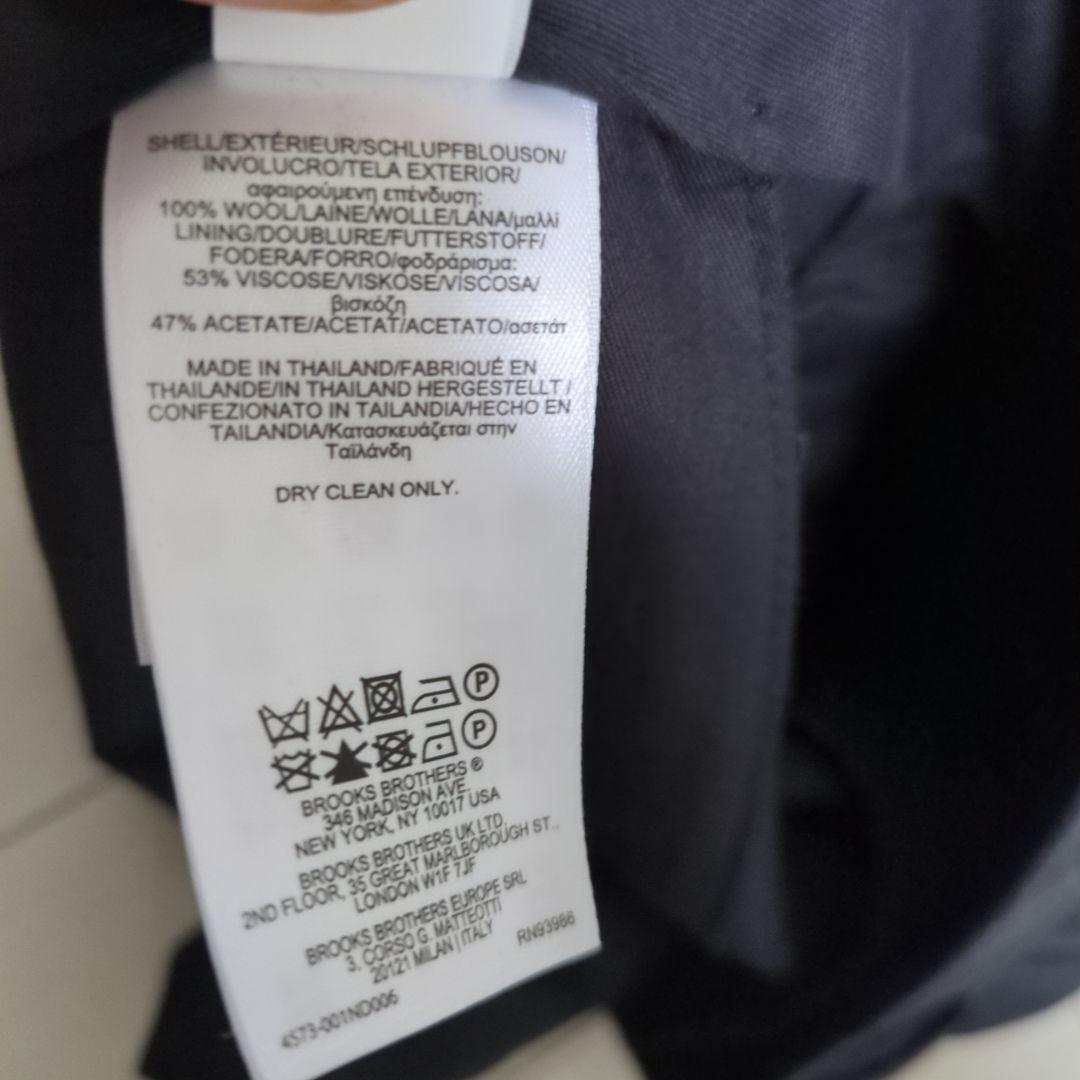 SHELL/EXTÉRIEUR/SCHLUPFBLOUSON/
INVOLUCRO/TELA EXTERIOR/
αφαιρούμενη επένδυση:
100% WOOL/LAINE/WOLLE/LANA/μαλλί
LINING/DOUBLURE/FUTTERSTOFF/
FODERA/FORRO/φοδράρισμα:
53% VISCOSE/VISKOSE/VISCOSA/
βισκόζη
47% ACETATE/ACETAT/ACETATO/ασετάτ
MADE IN THAILAND/FABRIQUÉ EN
THAILANDE/IN THAILAND HERGESTELLT /
CONFEZIONATO IN TAILANDIA/HECHO EN
TAILANDIA/Κατασκευάζεται στην
Ταϊλάνδη
DRY CLEAN ONLY.
P
P
BROOKS BROTHERS ®
346 MADISON AVE.
NEW YORK, NY 10017 USA
BROOKS BROTHERS UK LTD.
2ND FLOOR, 35 GREAT MARLBOROUGH ST.,
LONDON W1F 7JF
BROOKS BROTHERS EUROPE SRL
3, CORSO G. MATTEOTTI
20121 MILAN | ITALY
RN93986
4573-001ND006